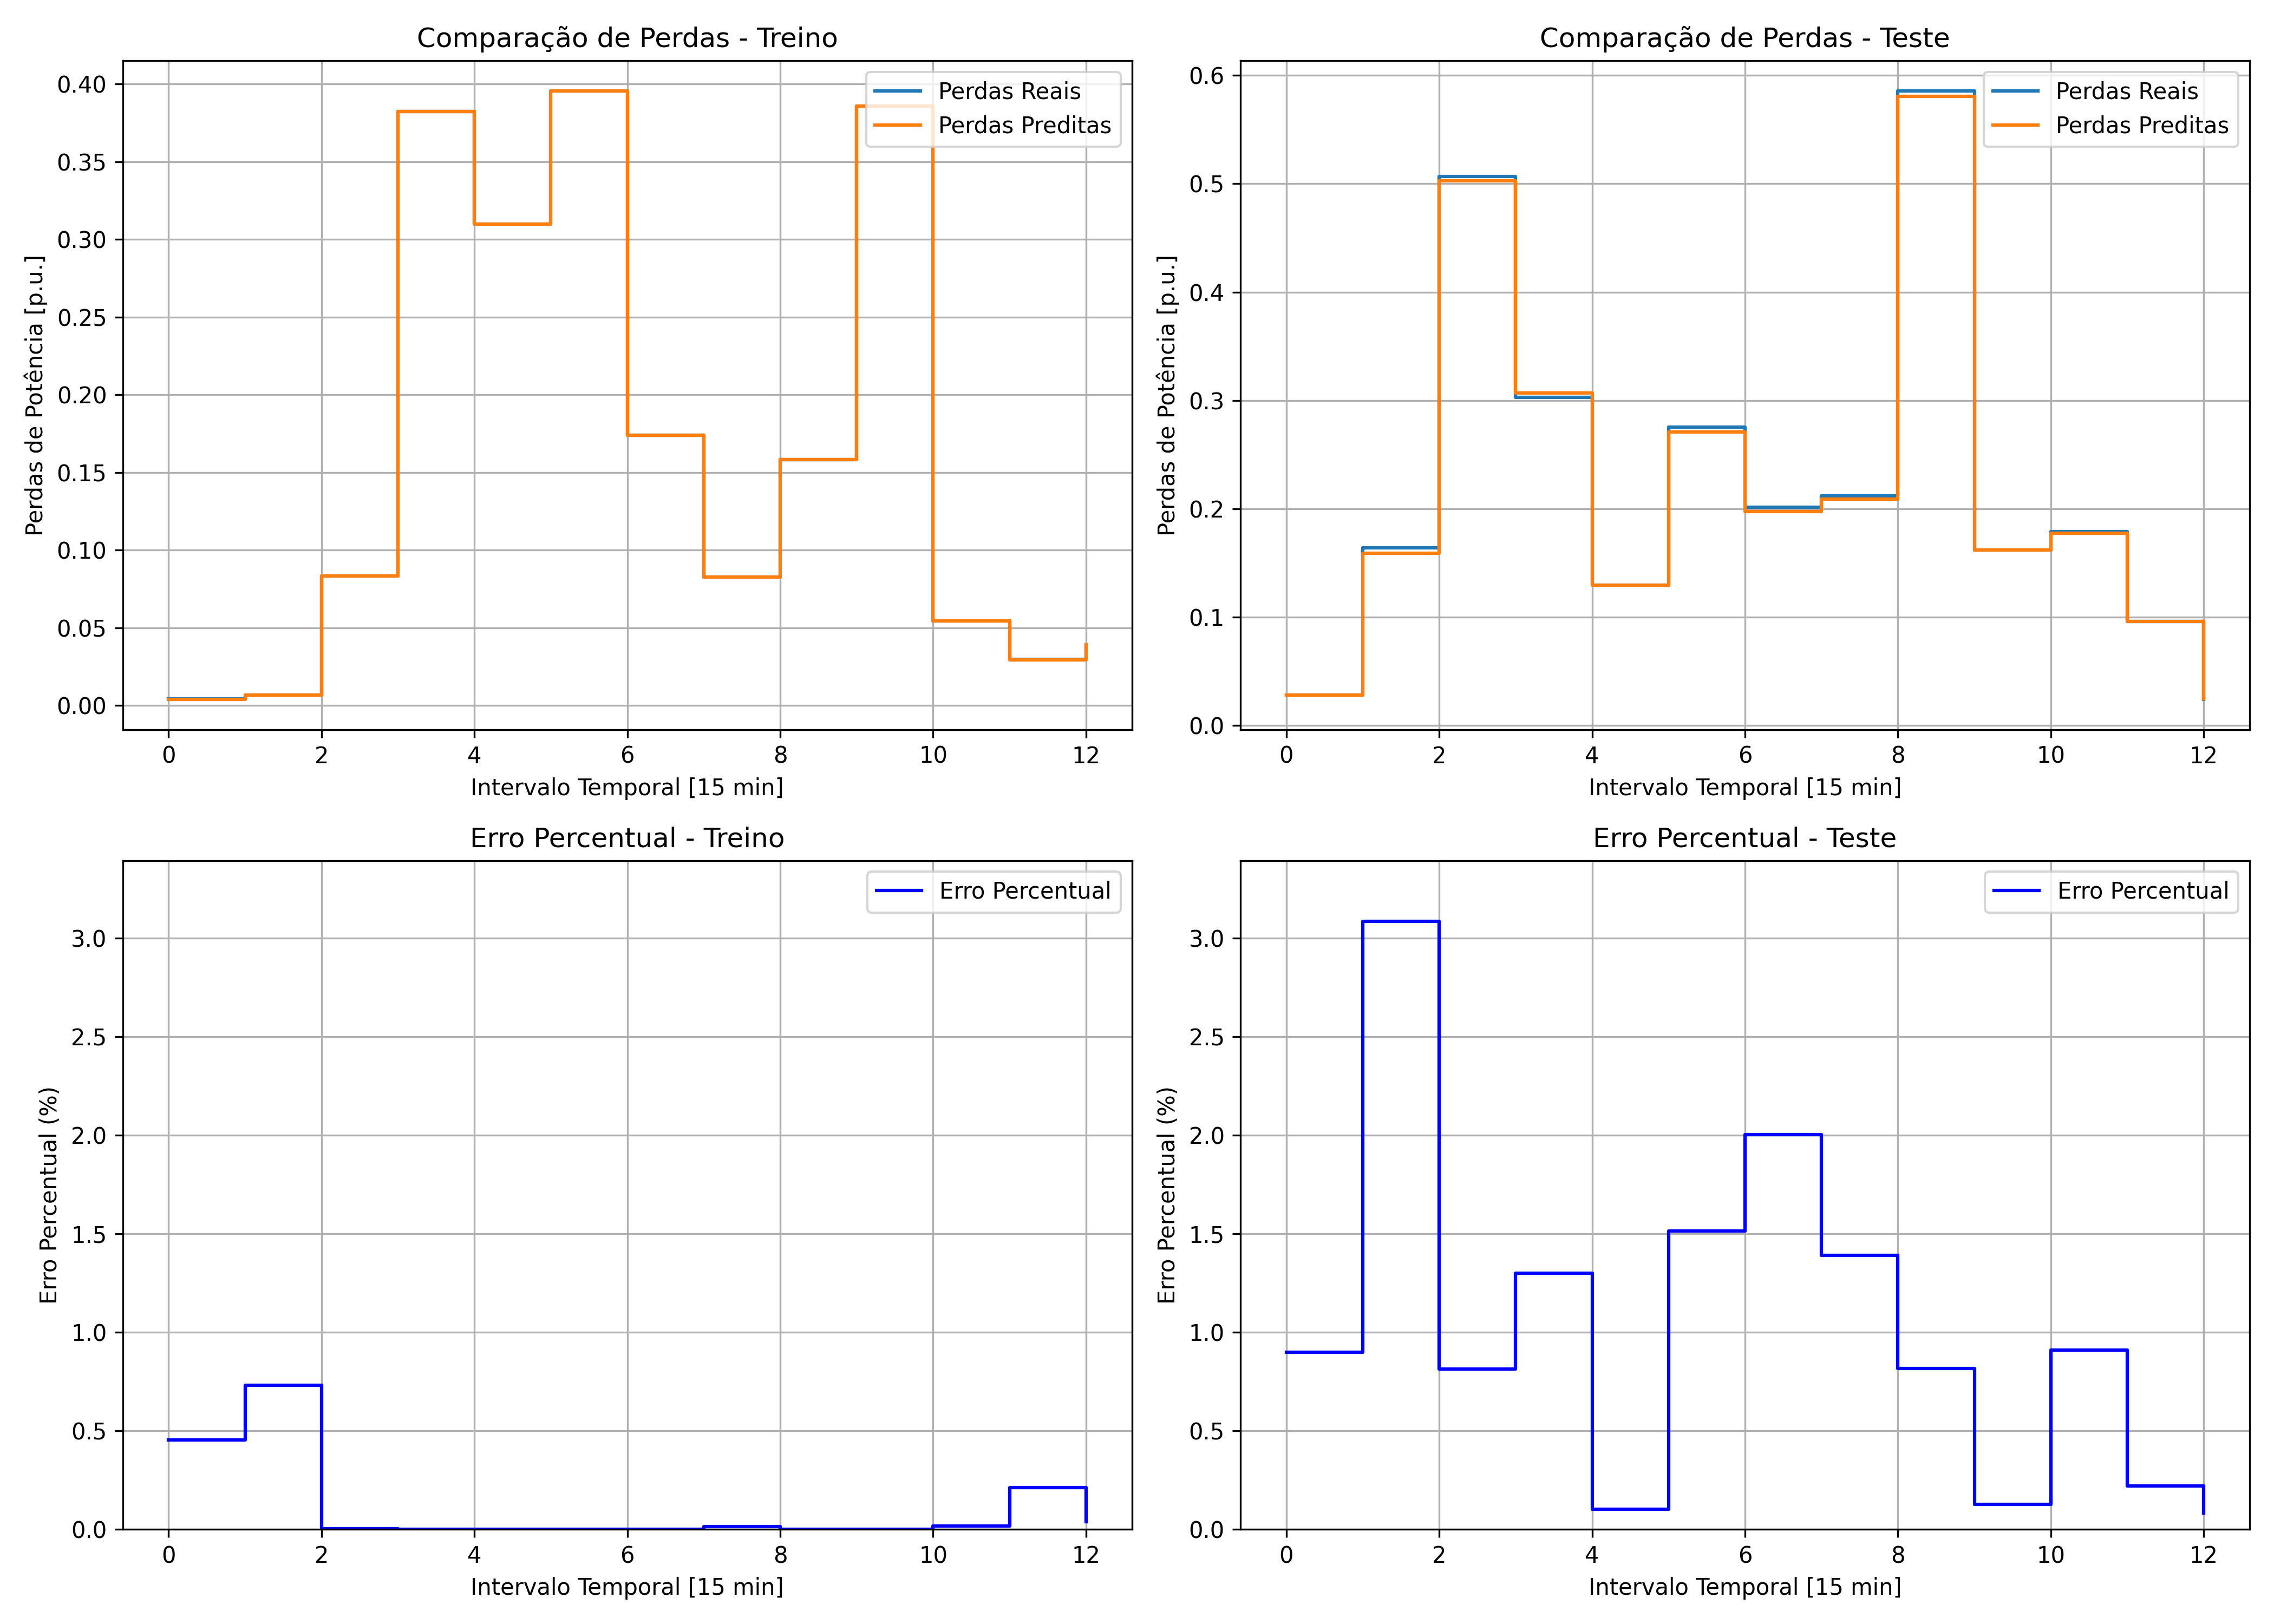 Comparação de Perdas - Treino
Perdas Reais
Perdas Preditas
Perdas de Potência [p.u.]
0.40
0.35
0.30
0.25
0.20
0.15
0.10
0.05
0.00
0 2 4 6 8 10 12
Intervalo Temporal [15 min]
Comparação de Perdas - Teste
Perdas Reais
Perdas Preditas
Perdas de Potência [p.u.]
0.6
0.5
0.4
0.3
0.2
0.1
0.0
0 2 4 6 8 10 12
Intervalo Temporal [15 min]
Erro Percentual - Treino
Erro Percentual
Erro Percentual (%)
3.0
2.5
2.0
1.5
1.0
0.5
0.0
0 2 4 6 8 10 12
Intervalo Temporal [15 min]
Erro Percentual - Teste
Erro Percentual
Erro Percentual (%)
3.0
2.5
2.0
1.5
1.0
0.5
0.0
0 2 4 6 8 10 12
Intervalo Temporal [15 min]